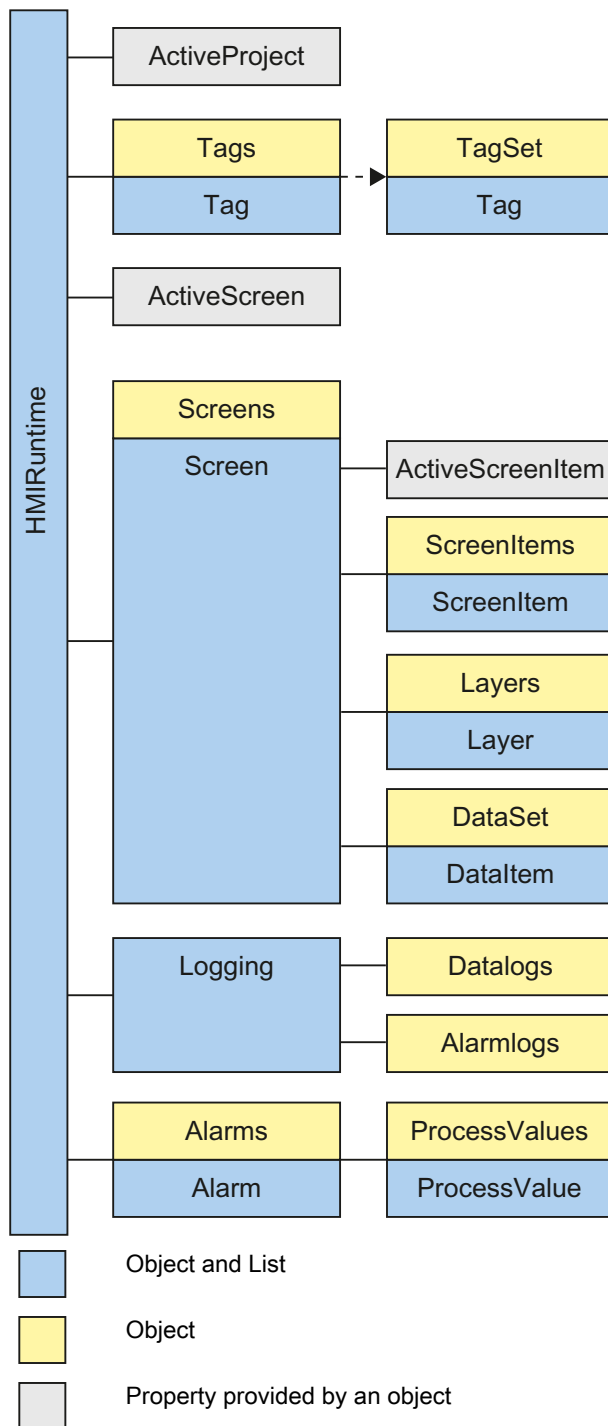 HMIRuntime
ActiveProject
Tags
Tag
TagSet
Tag
ActiveScreen
Screens
Screen
ActiveScreenItem
ScreenItems
ScreenItem
Layers
Layer
DataSet
DataItem
Logging
Datalogs
Alarmlogs
Alarms
Alarm
ProcessValues
ProcessValue
Object and List
Object
Property provided by an object